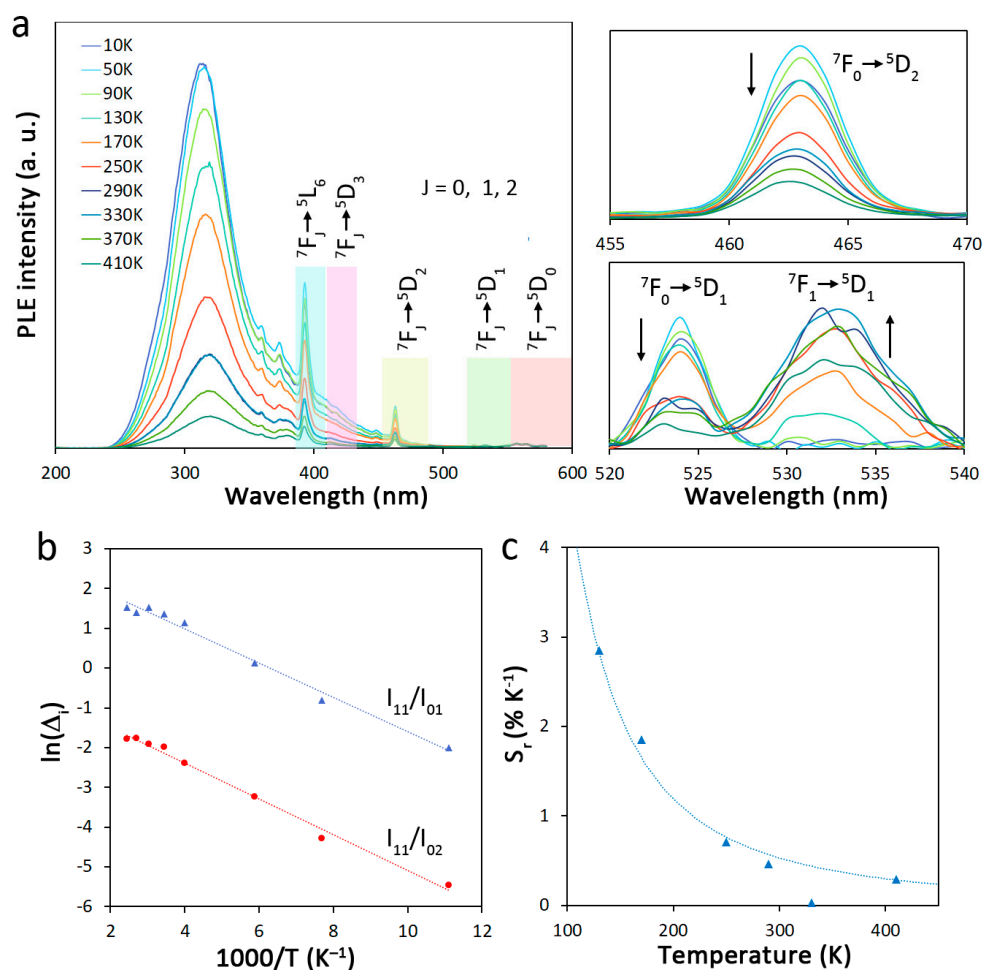 a
PLE intensity (a. u.)
10K
50K
90K
130K
170K
250K
290K
330K
370K
410K
⁷F_J→⁵L₆
⁷F_J→⁵D₃
J = 0, 1, 2
⁷F_J→⁵D₂
⁷F_J→⁵D₁
⁷F_J→⁵D₀
200 300 400 500 600
Wavelength (nm)
⁷F₀→⁵D₂
455 460 465 470
⁷F₀→⁵D₁
⁷F₁→⁵D₁
520 525 530 535 540
Wavelength (nm)
b
ln(Δᵢ)
3
2
1
0
-1
-2
-3
-4
-5
-6
I₁₁/I₀₁
I₁₁/I₀₂
2 4 6 8 10 12
1000/T (K⁻¹)
c
Sᵣ (% K⁻¹)
4
3
2
1
0
100 200 300 400
Temperature (K)